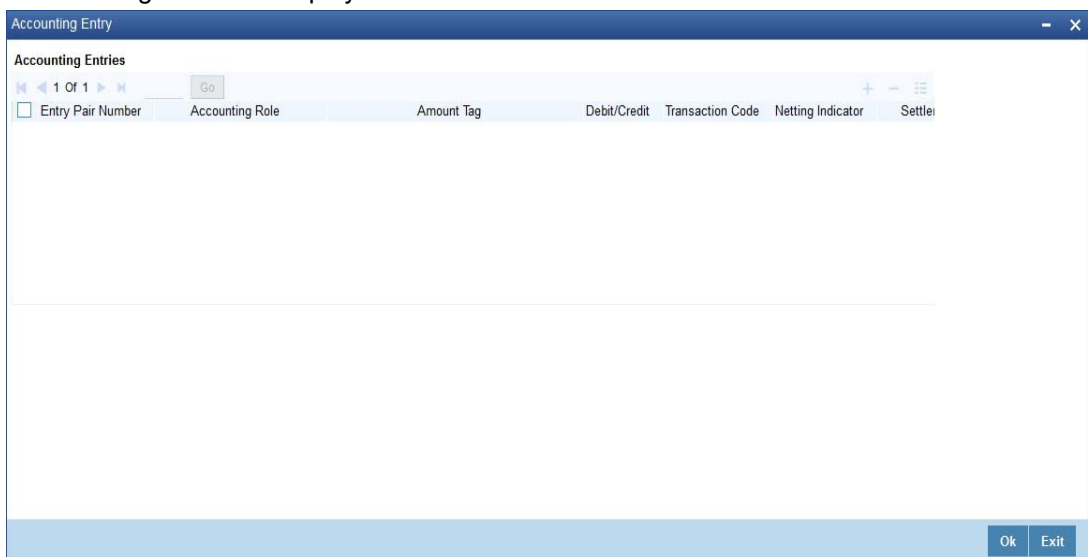 Accounting Entry
Accounting Entries
1 Of 1 Go
Entry Pair Number Accounting Role Amount Tag Debit/Credit Transaction Code Netting Indicator
Ok Exit